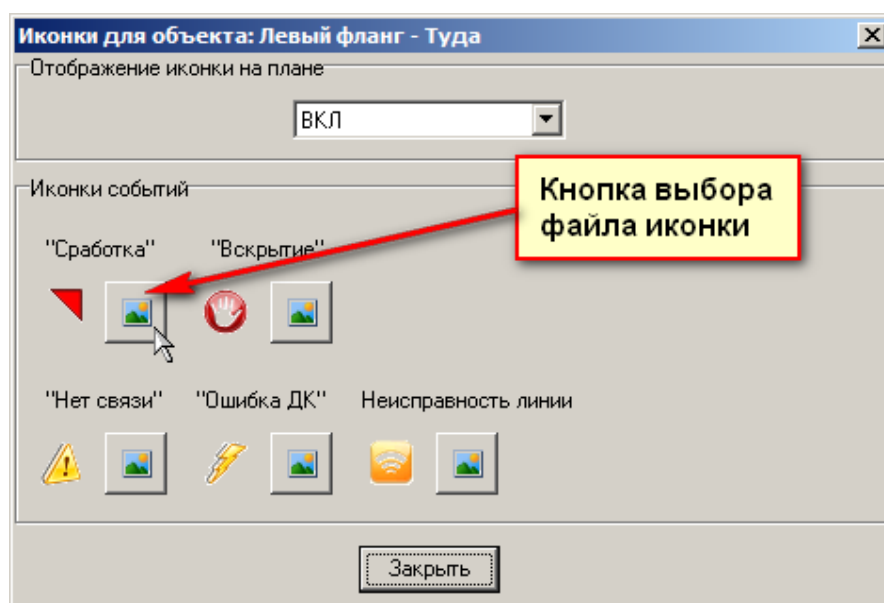 Иконки для объекта: Левый фланг - Туда
Отображение иконки на плане
ВКЛ
Иконки событий
Кнопка выбора
файла иконки
"Сработка" "Вскрытие"
"Нет связи" "Ошибка ДК" Неисправность линии
Закрыть